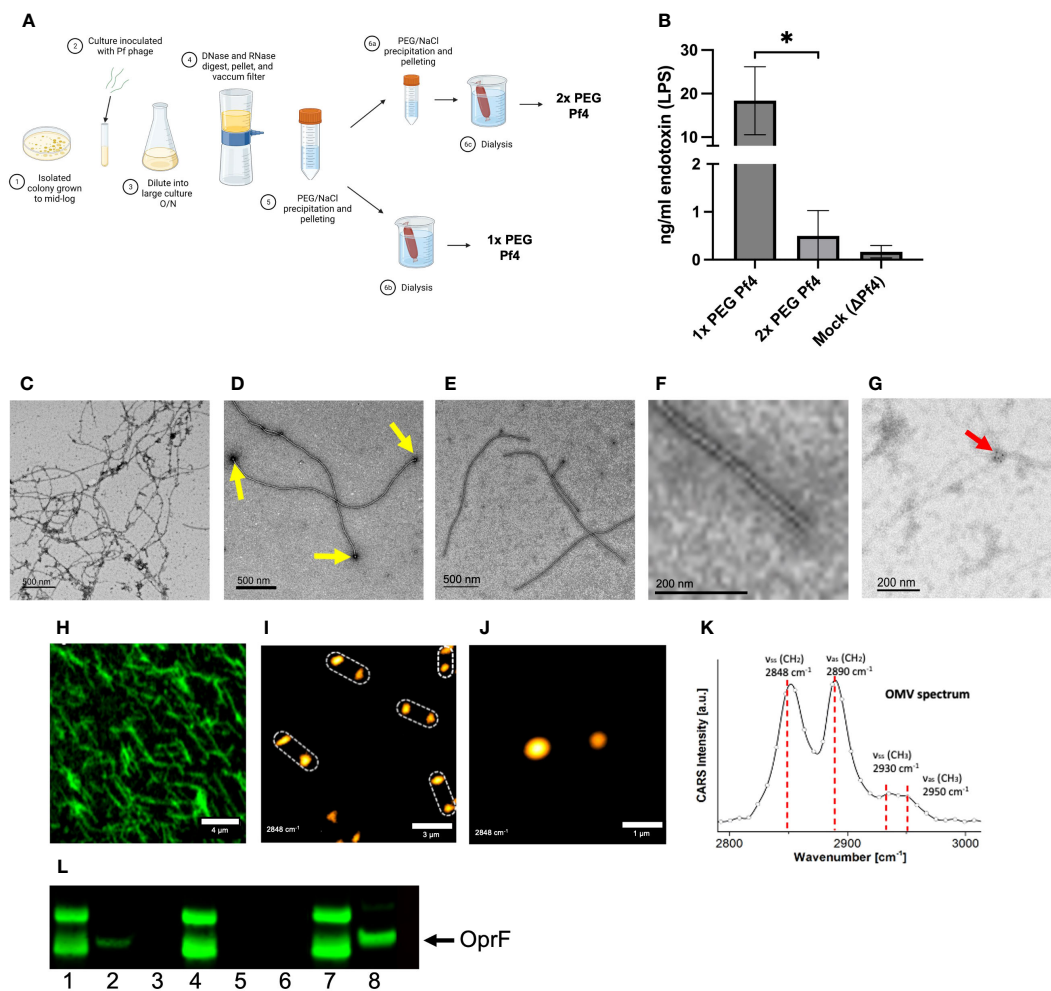 A
2
Culture inoculated
with Pf phage
1
Isolated
colony grown
to mid-log
3
Dilute into
large culture
O/N
4
DNase and RNase
digest, pellet, and
vaccum filter
5
PEG/NaCl
precipitation and
pelleting
6a
PEG/NaCl
precipitation and
pelleting
6c
Dialysis
2x PEG
Pf4
6b
Dialysis
1x PEG
Pf4
B
ng/ml endotoxin (LPS)
30
20
10
2
1
0
*
1x PEG Pf4
2x PEG Pf4
Mock (ΔPf4)
C
500 nm
D
500 nm
E
500 nm
F
200 nm
G
200 nm
H
4 µm
I
2848 cm-1
3 µm
J
2848 cm-1
1 µm
K
νss (CH2)
2848 cm-1
νas (CH2)
2890 cm-1
OMV spectrum
νss (CH3)
2930 cm-1
νas (CH3)
2950 cm-1
CARS Intensity [a.u.]
2800 2900 3000
Wavenumber [cm-1]
L
OprF
1 2 3 4 5 6 7 8